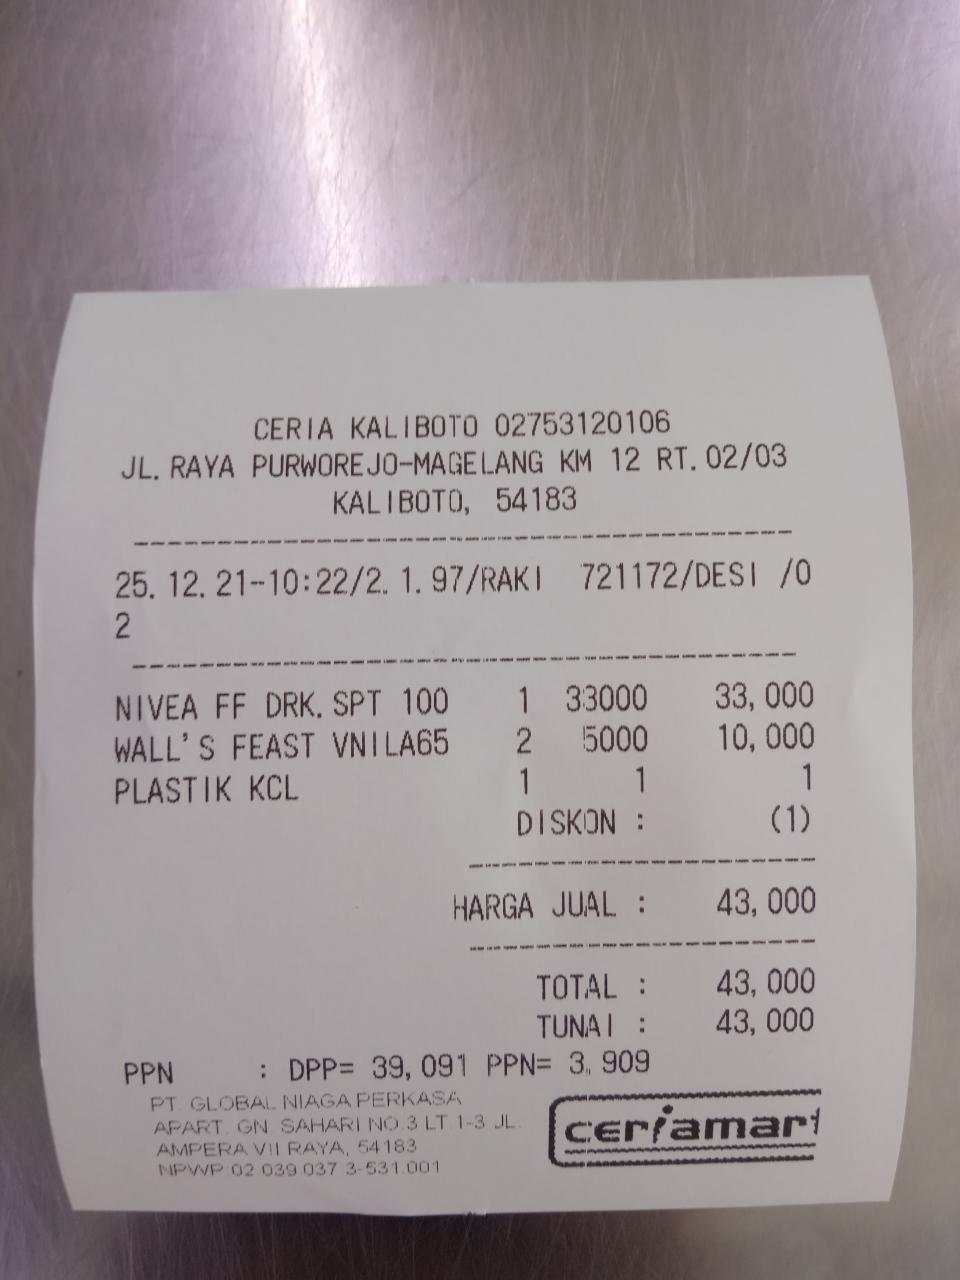 CERIA KALIBOTO 02753120106
JL. RAYA PURWOREJO-MAGELANG KM 12 RT. 02/03
KALIBOTO, 54183
25. 12. 21-10:22/2. 1. 97/RAKI 721172/DESI /0
2
NIVEA FF DRK. SPT 100 1 33000 33,000
WALL'S FEAST VNILA65 2 5000 10,000
PLASTIK KCL 1 1 1
DISKON : (1)
HARGA JUAL : 43,000
TOTAL : 43,000
TUNAI : 43,000
PPN : DPP= 39,091 PPN= 3,909
PT. GLOBAL NIAGA PERKASA
APART. GN. SAHARI NO.3 LT.1-3 JL.
AMPERA VII RAYA, 54183
NPWP:02.039.037.3-531.001
ceriamart